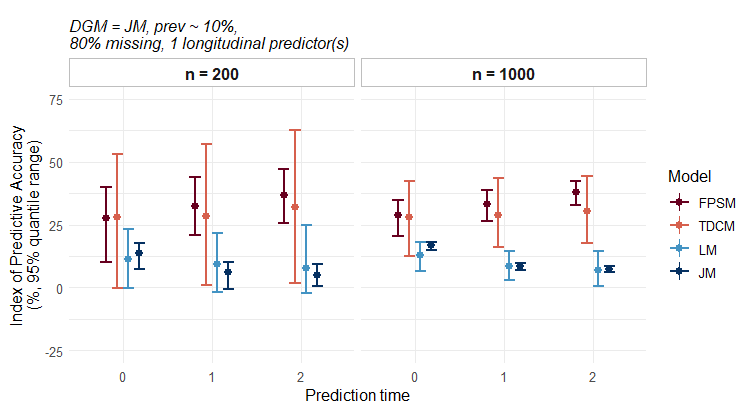 DGM = JM, prev ~ 10%,
80% missing, 1 longitudinal predictor(s)
n = 200
n = 1000
Index of Predictive Accuracy
(%, 95% quantile range)
75
50
25
0
-25
0 1 2
0 1 2
Prediction time
Model
FPSM
TDCM
LM
JM